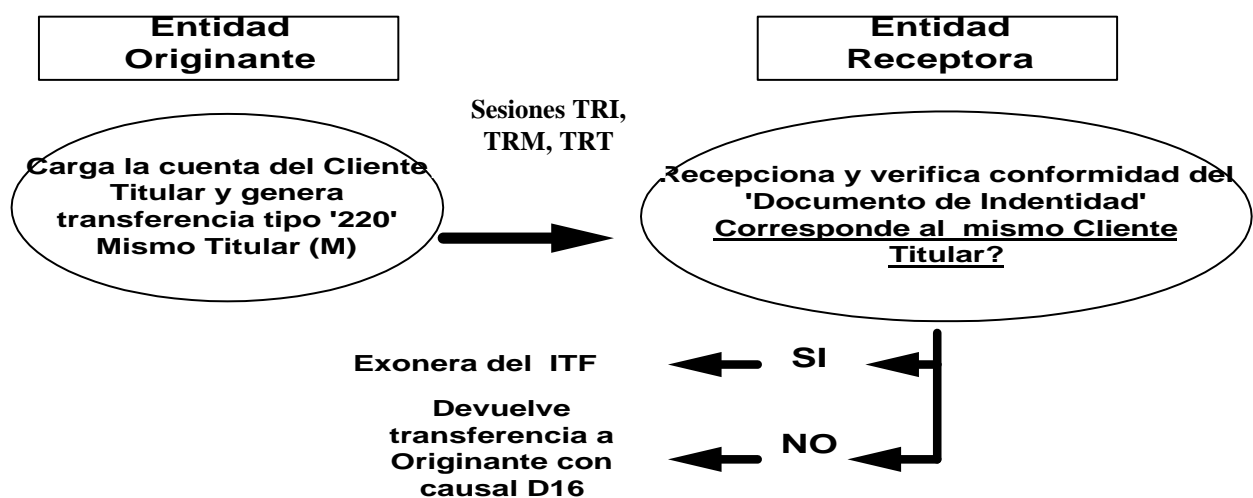 Entidad
Originante
Entidad
Receptora
Sesiones TRI,
TRM, TRT
Carga la cuenta del Cliente
Titular y genera
transferencia tipo '220'
Mismo Titular (M)
Recepciona y verifica conformidad del
'Documento de Indentidad'
Corresponde al mismo Cliente
Titular?
Exonera del ITF
SI
Devuelve
transferencia a
Originante con
causal D16
NO